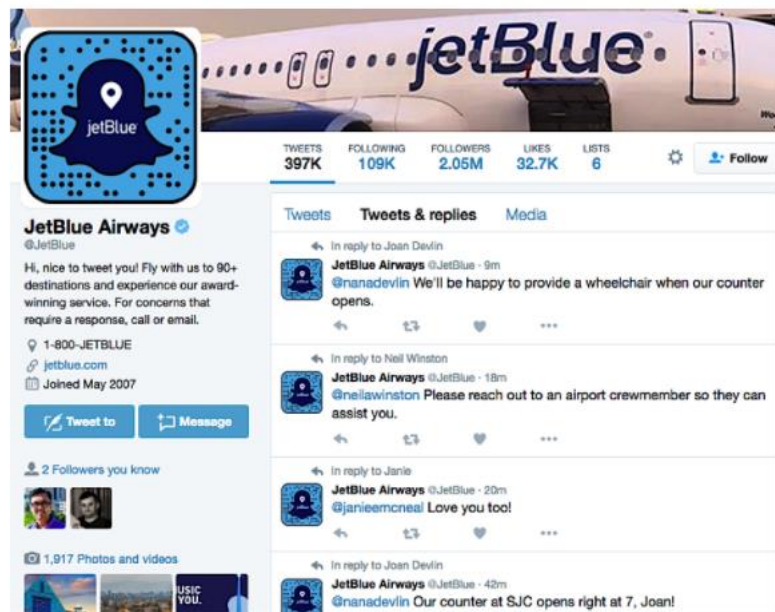 jetBlue
jetBlue
TWEETS FOLLOWING FOLLOWERS LIKES LISTS
397K 109K 2.05M 32.7K 6
Follow
JetBlue Airways
@JetBlue
Hi, nice to tweet you! Fly with us to 90+
destinations and experience our award-
winning service. For concerns that
require a response, call or email.
1-800-JETBLUE
jetblue.com
Joined May 2007
Tweet to Message
2 Followers you know
1,917 Photos and videos
USIC
YOU.
Tweets Tweets & replies Media
In reply to Joan Devlin
JetBlue Airways @JetBlue · 9m
@nanadevlin We'll be happy to provide a wheelchair when our counter
opens.
In reply to Neil Winston
JetBlue Airways @JetBlue · 18m
@neilawinston Please reach out to an airport crewmember so they can
assist you.
In reply to Janie
JetBlue Airways @JetBlue · 20m
@janieemcneal Love you too!
In reply to Joan Devlin
JetBlue Airways @JetBlue · 42m
@nanadevlin Our counter at SJC opens right at 7, Joan!